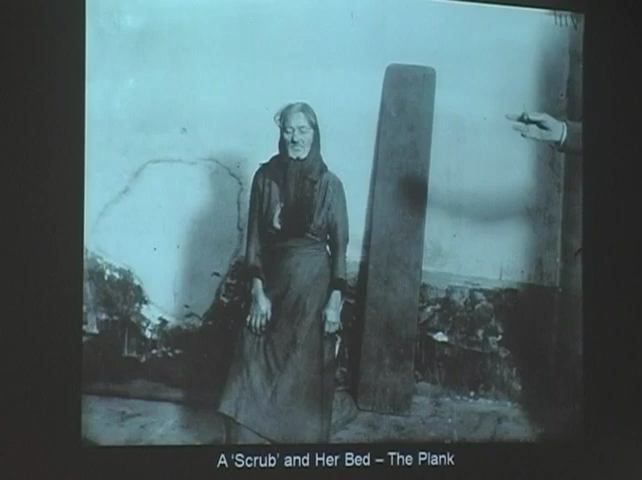 A ‘Scrub’ and Her Bed – The Plank